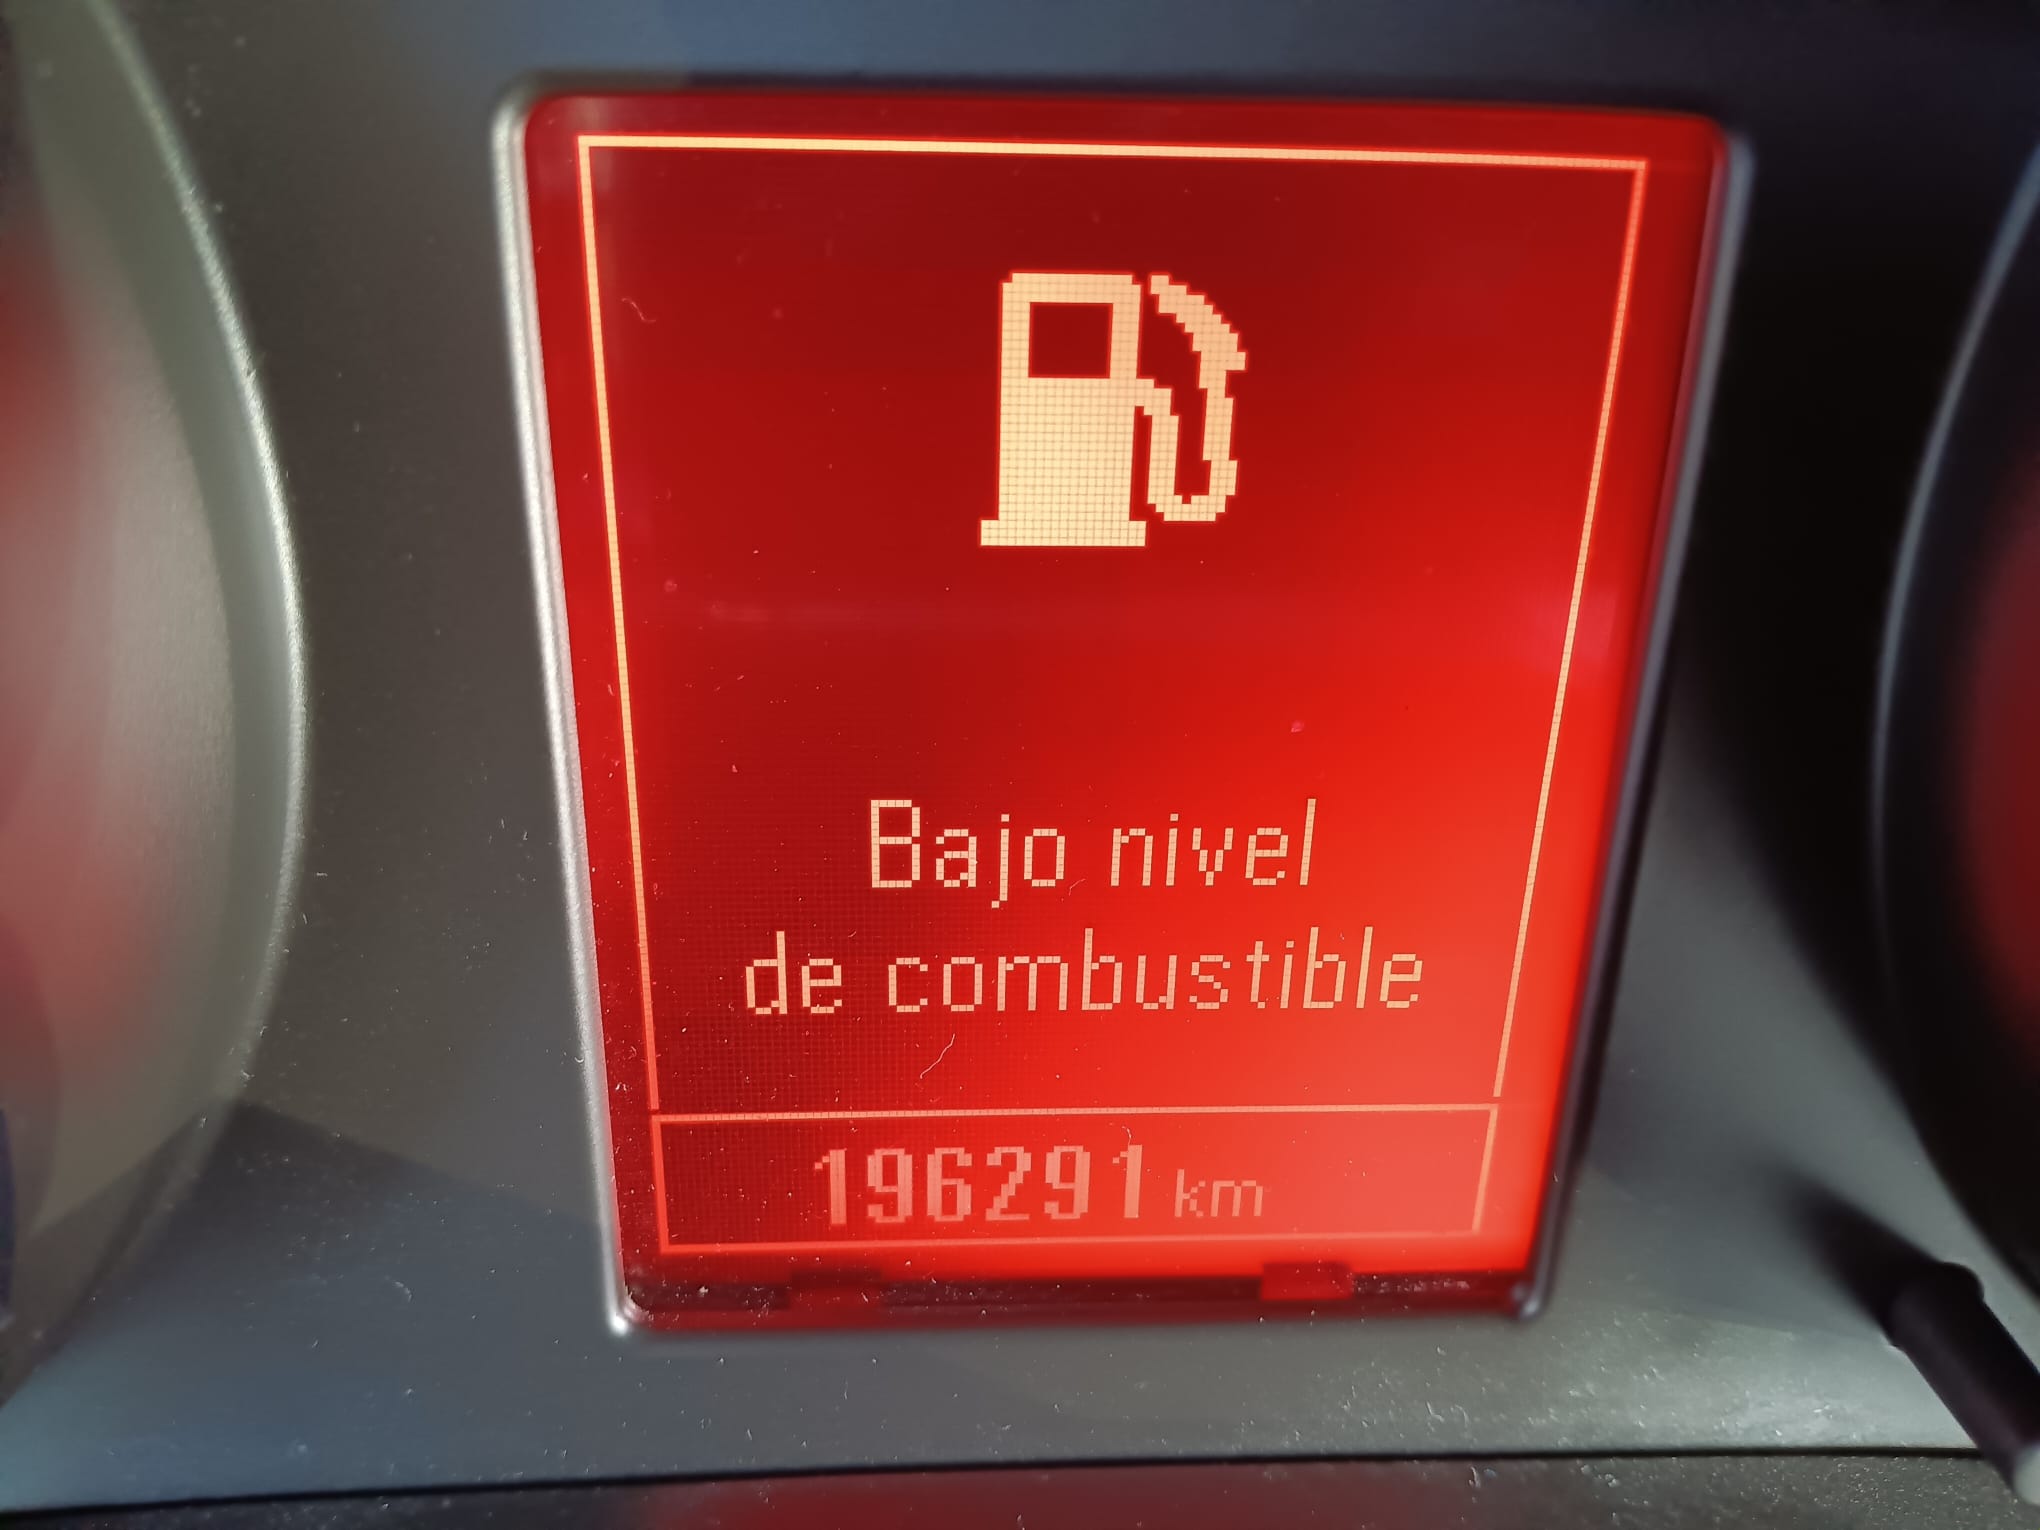 Bajo nivel
de combustible
196291 km